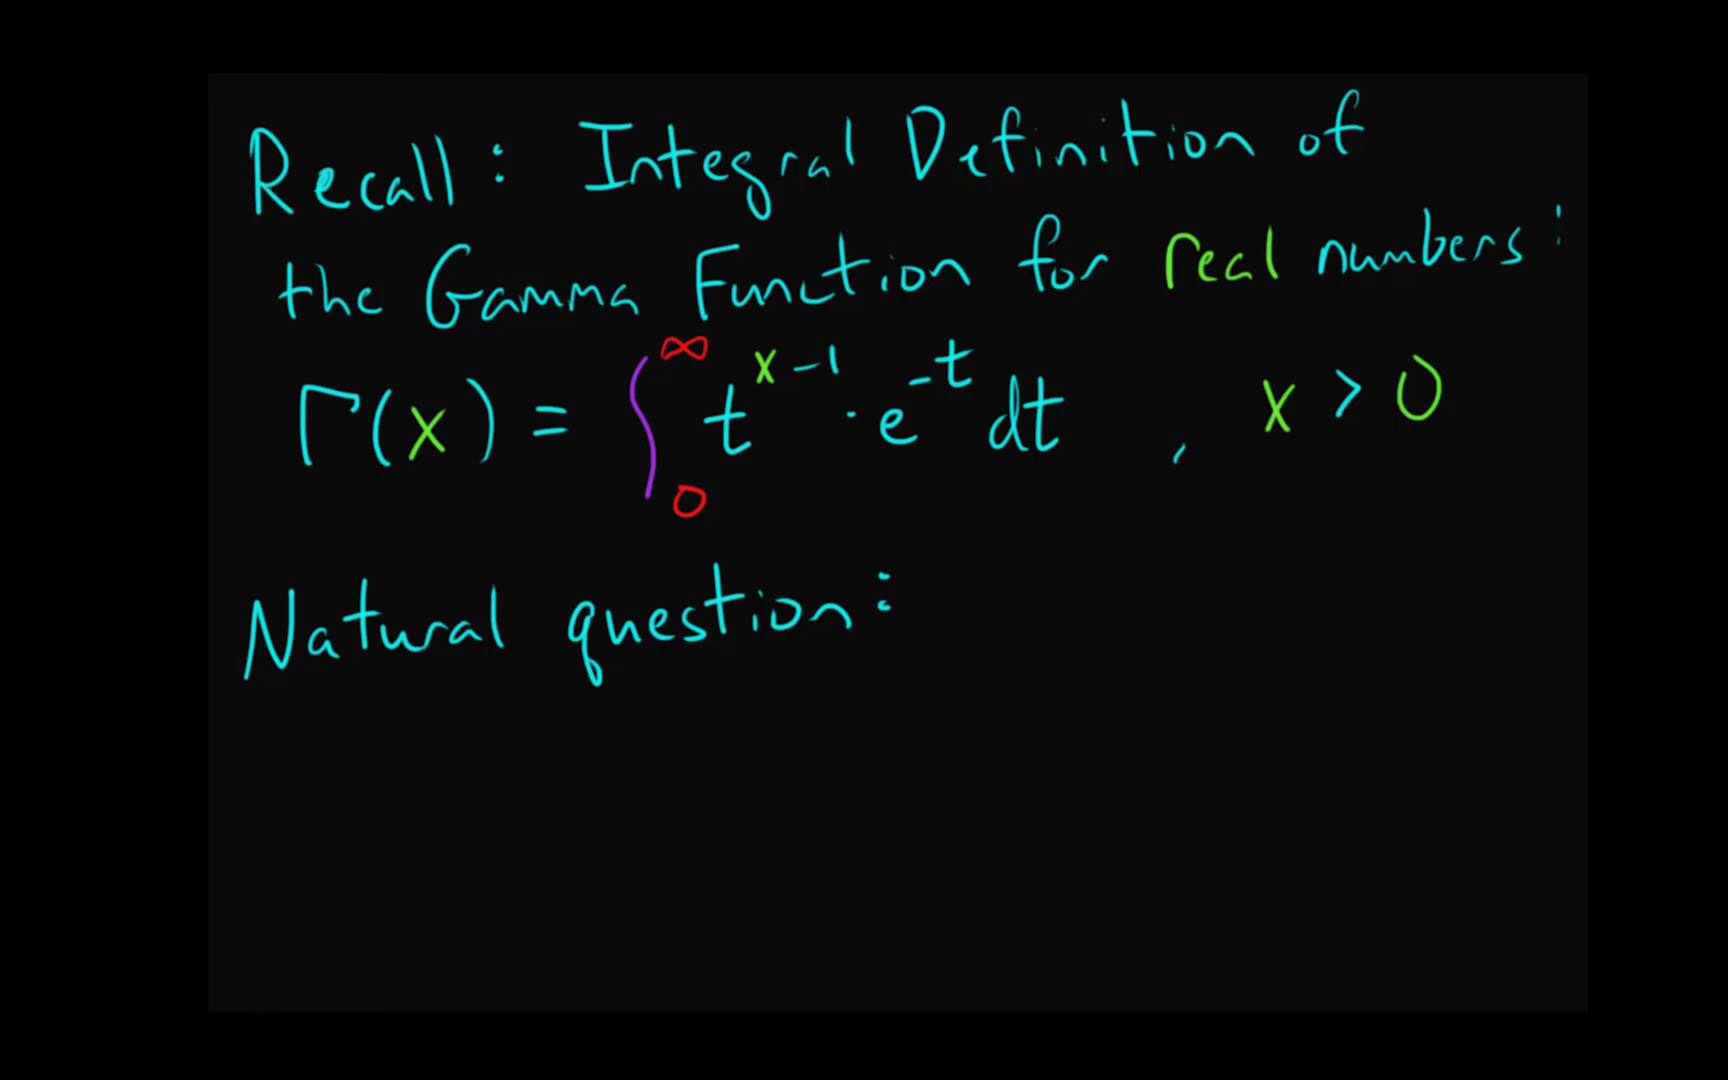 Recall: Integral Definition of
the Gamma Function for real numbers:
Γ(x) = ∫₀^∞ t^(x-1) · e^(-t) dt , x > 0
Natural question: